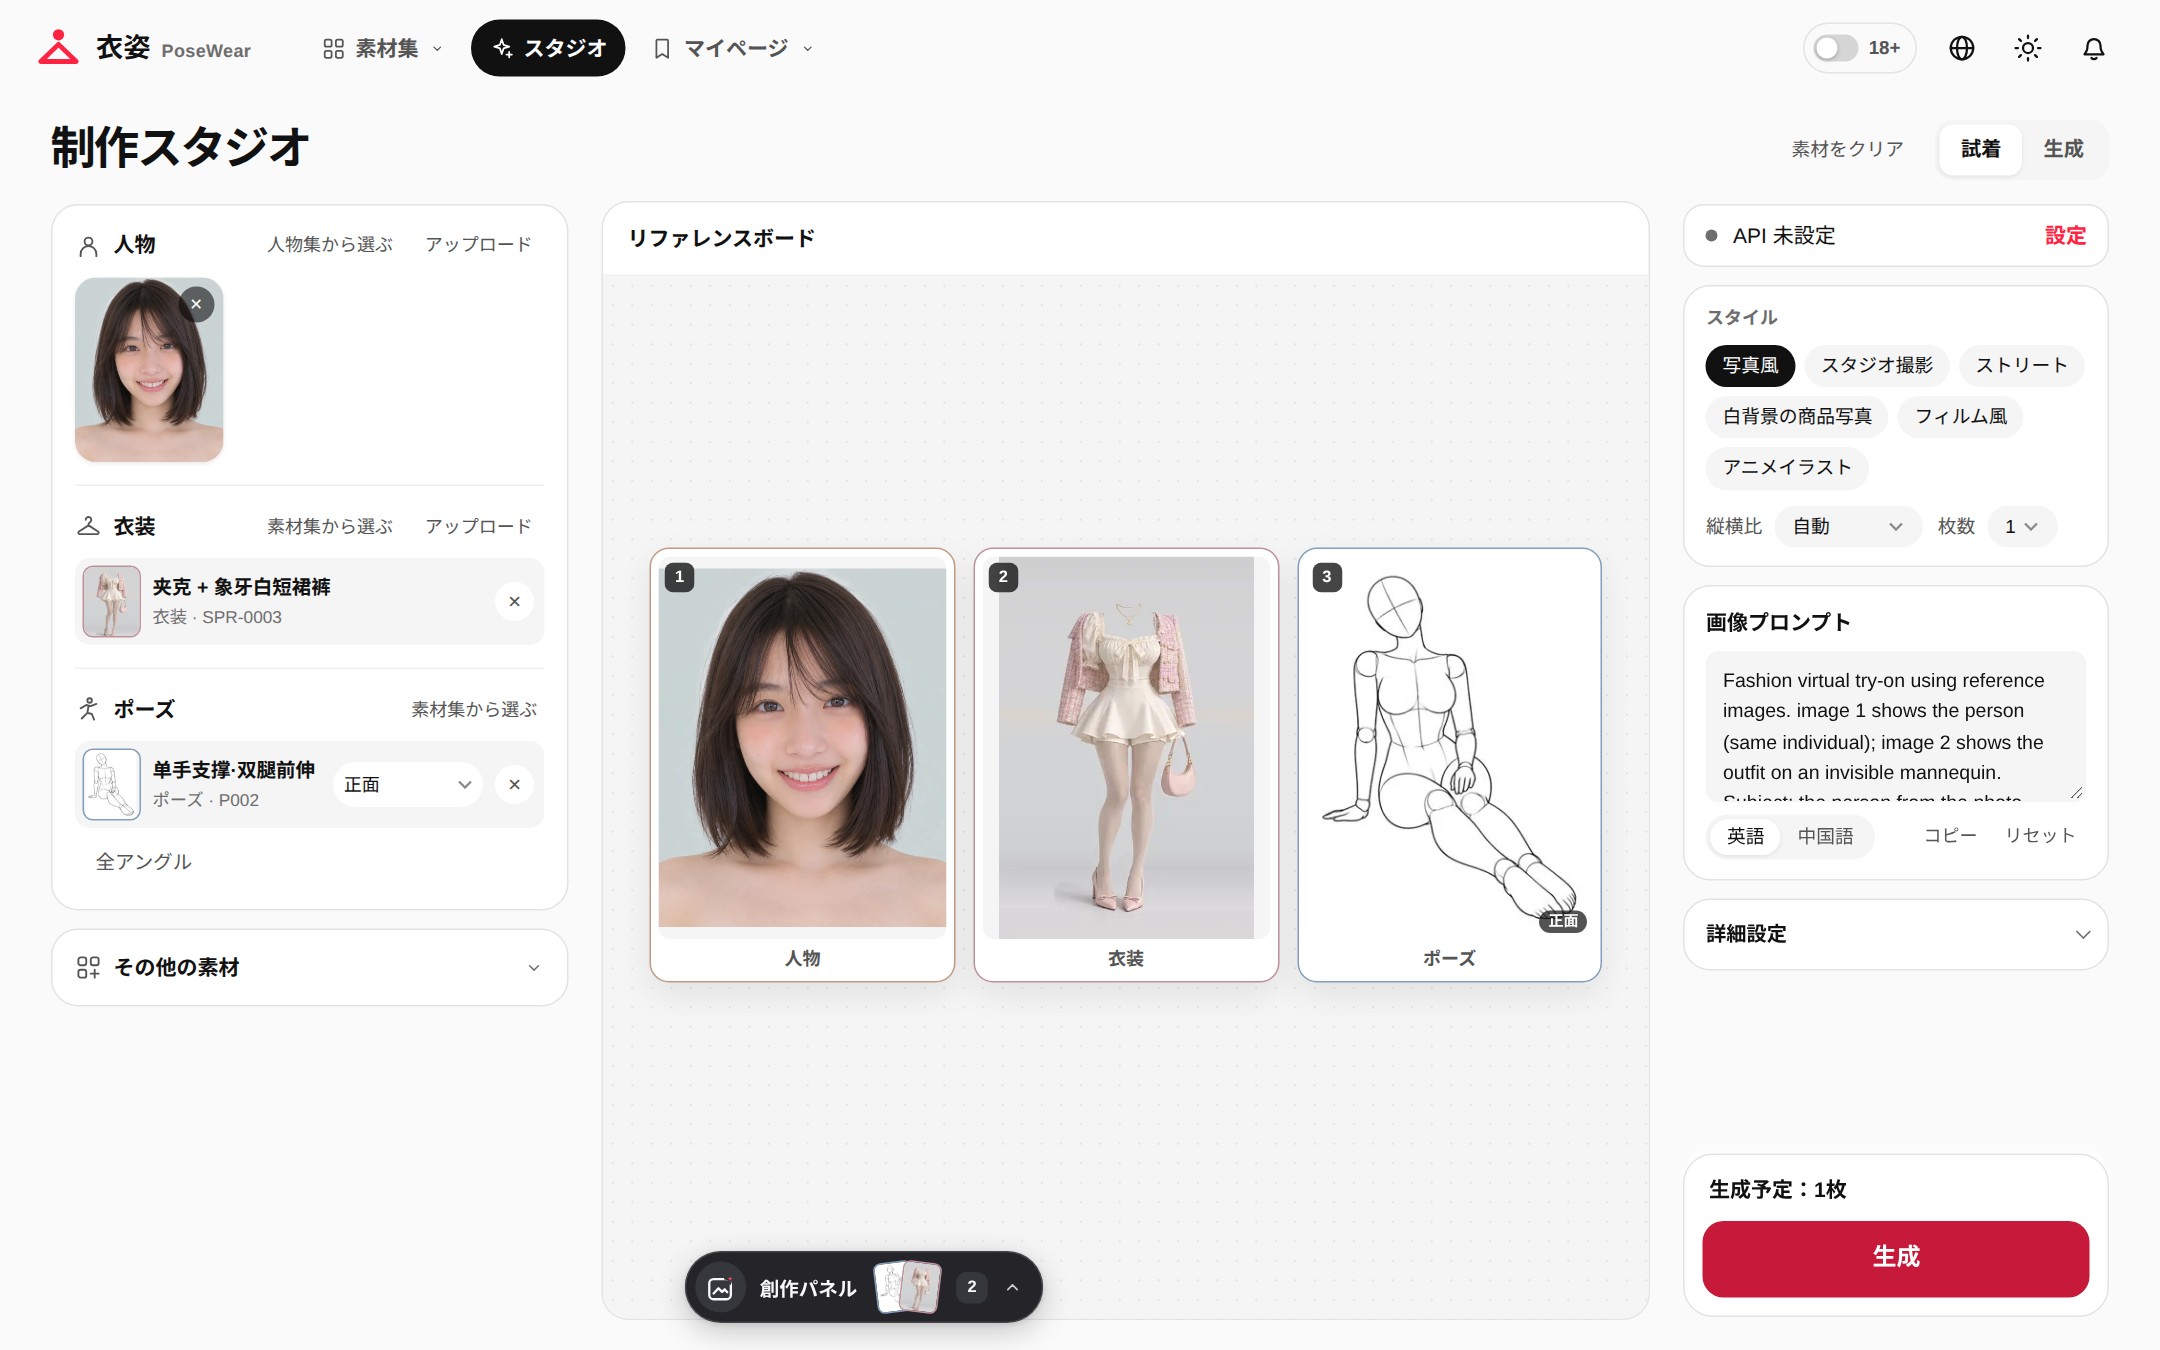 衣姿 PoseWear
素材集
スタジオ
マイページ
18+
制作スタジオ
素材をクリア
試着
生成
人物
人物集から選ぶ
アップロード
衣装
素材集から選ぶ
アップロード
夹克 + 象牙白短裙裤
衣装 · SPR-0003
ポーズ
素材集から選ぶ
单手支撑·双腿前伸
ポーズ · P002
正面
全アングル
その他の素材
リファレンスボード
1
人物
2
衣装
3
正面
ポーズ
創作パネル
2
API 未設定
設定
スタイル
写真風
スタジオ撮影
ストリート
白背景の商品写真
フィルム風
アニメイラスト
縦横比
自動
枚数
1
画像プロンプト
Fashion virtual try-on using reference
images. image 1 shows the person
(same individual); image 2 shows the
outfit on an invisible mannequin.
Subject: the person from the photo
英語
中国語
コピー
リセット
詳細設定
生成予定：1枚
生成